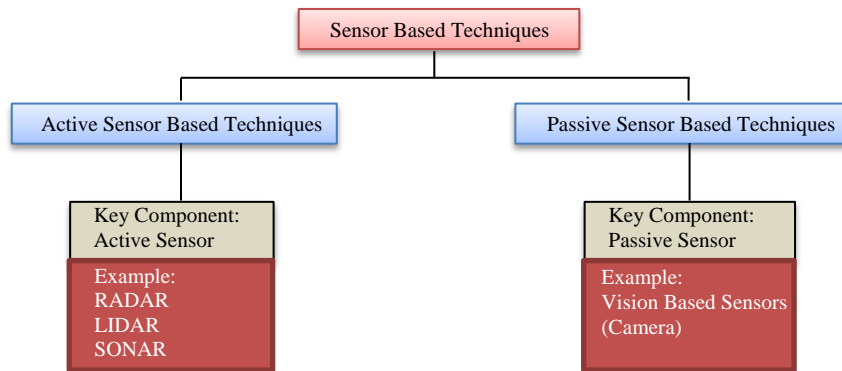 Sensor Based Techniques
Active Sensor Based Techniques
Passive Sensor Based Techniques
Key Component:
Active Sensor
Example:
RADAR
LIDAR
SONAR
Key Component:
Passive Sensor
Example:
Vision Based Sensors
(Camera)